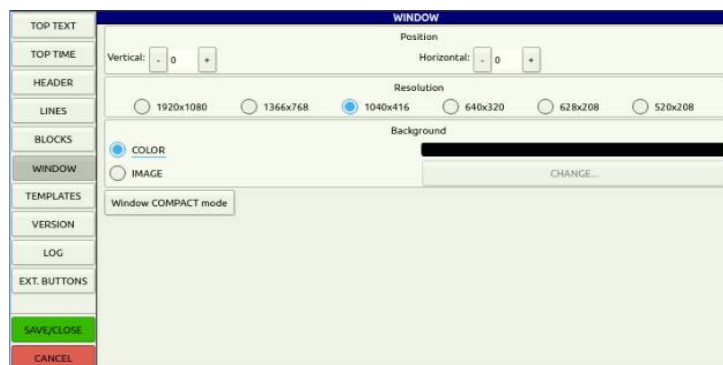 TOP TEXT
TOP TIME
HEADER
LINES
BLOCKS
WINDOW
TEMPLATES
VERSION
LOG
EXT. BUTTONS
SAVE/CLOSE
CANCEL
WINDOW
Position
Vertical: - 0 + Horizontal: - 0 +
Resolution
1920x1080 1366x768 1040x416 640x320 628x208 520x208
Background
COLOR
IMAGE CHANGE...
Window COMPACT mode